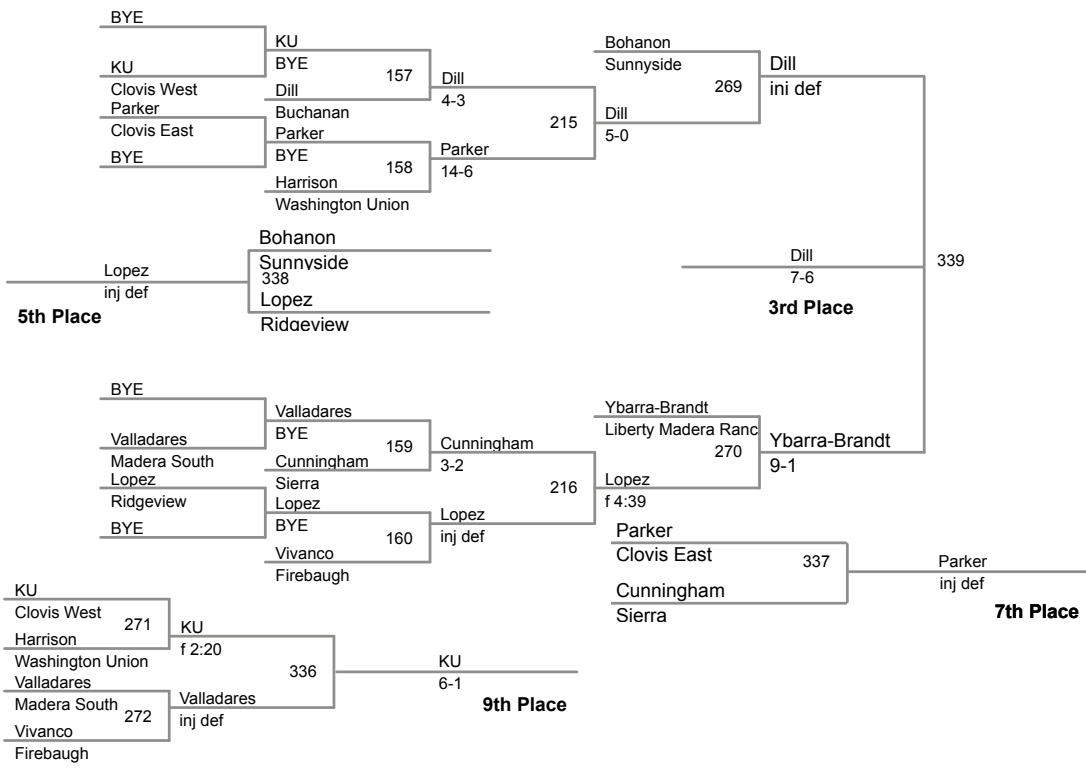 BYE
KU
Clovis West
Parker
Clovis East
BYE
KU
BYE
157
Dill
Buchanan
Parker
BYE
158
Harrison
Washington Union
Dill
4-3
Parker
14-6
215
Dill
5-0
Bohanon
Sunnyside
269
Dill
inj def
339
Dill
7-6
3rd Place
Bohanon
Sunnyside
338
Lopez
Ridgeview
Lopez
inj def
5th Place
BYE
Valladares
Madera South
Lopez
Ridgeview
BYE
Valladares
BYE
159
Cunningham
Sierra
Lopez
BYE
160
Vivanco
Firebaugh
Cunningham
3-2
Lopez
inj def
216
Lopez
f 4:39
Ybarra-Brandt
Liberty Madera Ranc
270
Ybarra-Brandt
9-1
Parker
Clovis East
337
Cunningham
Sierra
Parker
inj def
7th Place
KU
Clovis West
271
Harrison
Washington Union
Valladares
Madera South
272
Vivanco
Firebaugh
KU
f 2:20
336
Valladares
inj def
KU
6-1
9th Place